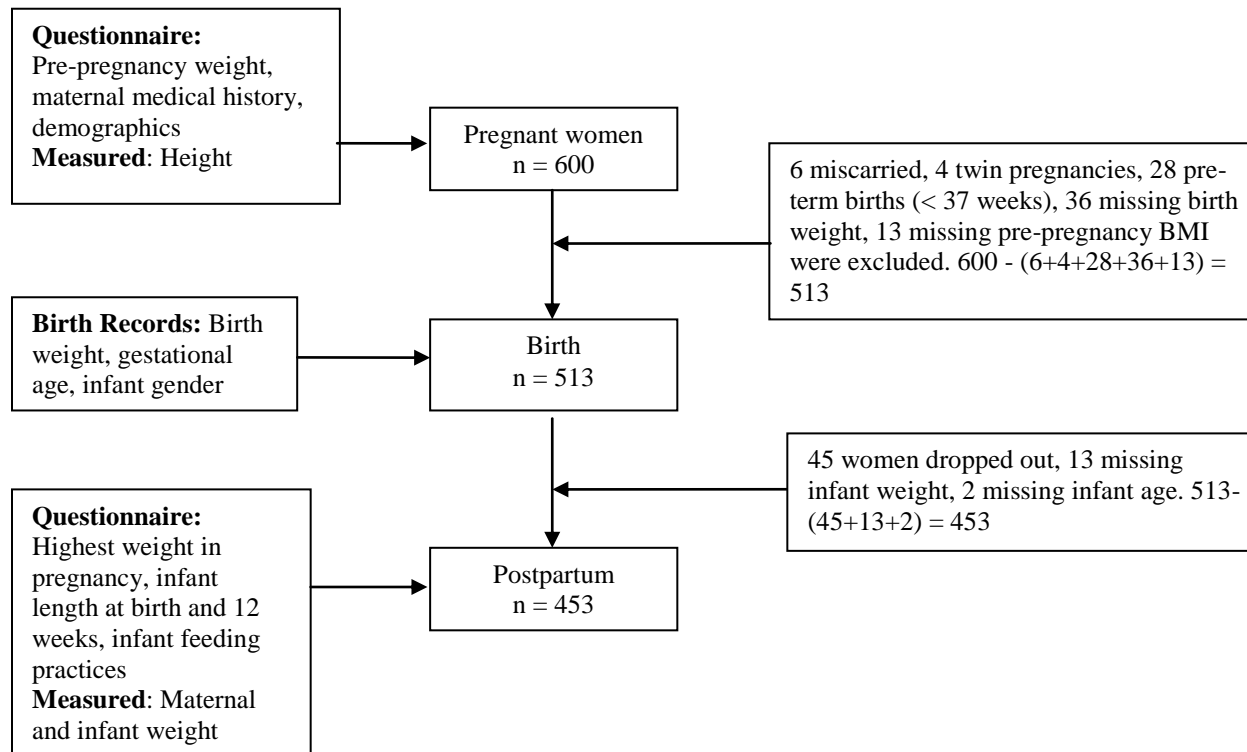 Questionnaire:
Pre-pregnancy weight,
maternal medical history,
demographics
Measured: Height
Pregnant women
n = 600
6 miscarried, 4 twin pregnancies, 28 pre-
term births (< 37 weeks), 36 missing birth
weight, 13 missing pre-pregnancy BMI
were excluded. 600 - (6+4+28+36+13) =
513
Birth Records: Birth
weight, gestational
age, infant gender
Birth
n = 513
45 women dropped out, 13 missing
infant weight, 2 missing infant age. 513-
(45+13+2) = 453
Questionnaire:
Highest weight in
pregnancy, infant
length at birth and 12
weeks, infant feeding
practices
Measured: Maternal
and infant weight
Postpartum
n = 453